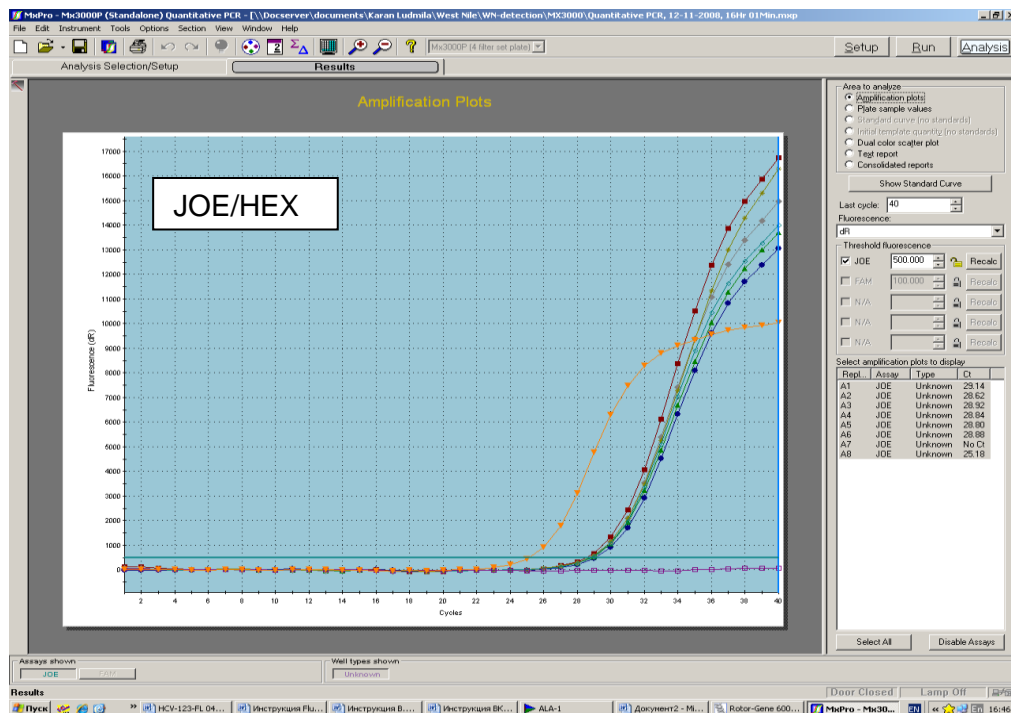 MxPro - Mx3000P (Standalone) Quantitative PCR - [\\Docserver\documents\Karan Ludmila\West Nile\WN-detection\MX3000\Quantitative PCR, 12-11-2008, 16Hr 01Min.mxp
File Edit Instrument Tools Options Section View Window Help
Mx3000P (4 filter set plate)
Setup Run Analysis
Analysis Selection/Setup Results
Amplification Plots
JOE/HEX
Fluorescence (dR)
17000
16000
15000
14000
13000
12000
11000
10000
9000
8000
7000
6000
5000
4000
3000
2000
1000
0
2 4 6 8 10 12 14 16 18 20 22 24 26 28 30 32 34 36 38 40
Cycles
Area to analyze
Amplification plots
Plate sample values
Standard curve (no standards)
Initial template quantity (no standards)
Dual color scatter plot
Text report
Consolidated reports
Show Standard Curve
Last cycle: 40
Fluorescence:
dR
Threshold fluorescence
JOE 500.000 Recalc
FAM 100.000 Recalc
N/A Recalc
N/A Recalc
N/A Recalc
Select amplification plots to display
Repl... Assay Type Ct
A1 JOE Unknown 29.14
A2 JOE Unknown 28.62
A3 JOE Unknown 28.92
A4 JOE Unknown 28.84
A5 JOE Unknown 28.80
A6 JOE Unknown 28.88
A7 JOE Unknown No Ct
A8 JOE Unknown 25.18
Select All Disable Assays
Assays shown
JOE FAM
Well types shown
Unknown
Results
Door Closed Lamp Off
Пуск » HCV-123-FL 04... Инструкция Flu... Инструкция В.... Инструкция ВК... ALA-1 Документ2 - Mi... Rotor-Gene 600... MxPro - Mx30... EN « 16:46